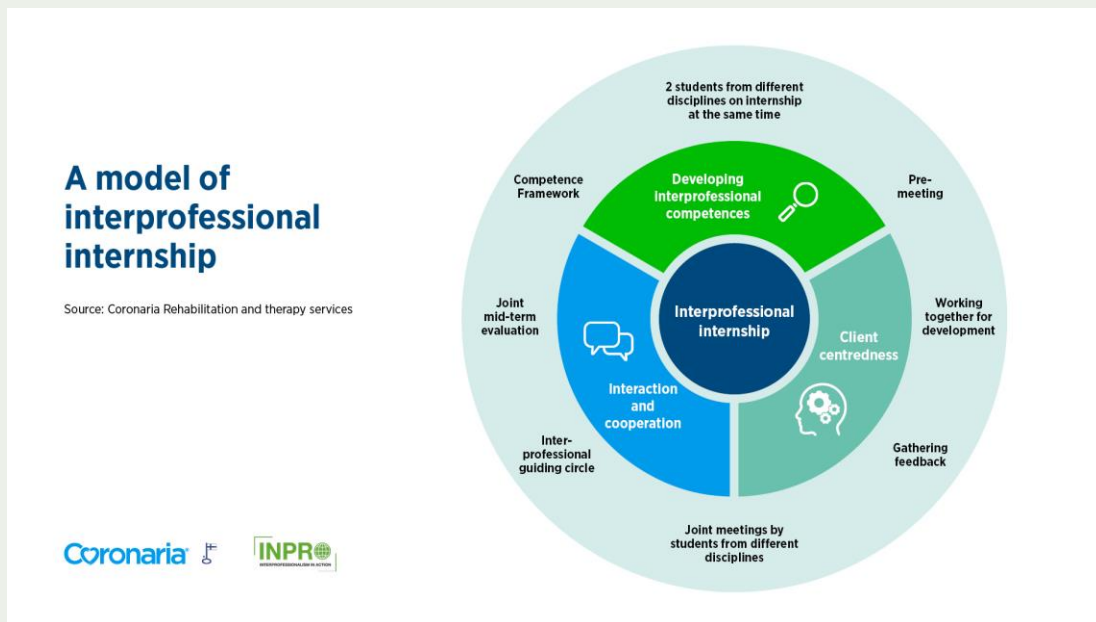 A model of
interprofessional
internship
Source: Coronaria Rehabilitation and therapy services
2 students from different
disciplines on internship
at the same time
Pre-
meeting
Working
together for
development
Gathering
feedback
Joint meetings by
students from different
disciplines
Inter-
professional
guiding circle
Joint
mid-term
evaluation
Competence
Framework
Developing
interprofessional
competences
Client
centredness
Interaction
and
cooperation
Interprofessional
internship
Coronaria
INPRO
INTERPROFESSIONALISM IN ACTION